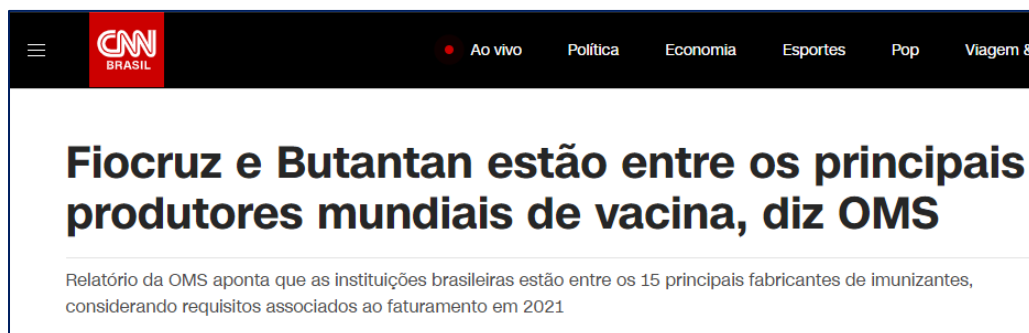 CNN
BRASIL
Ao vivo Política Economia Esportes Pop Viagem &
Fiocruz e Butantan estão entre os principais
produtores mundiais de vacina, diz OMS
Relatório da OMS aponta que as instituições brasileiras estão entre os 15 principais fabricantes de imunizantes,
considerando requisitos associados ao faturamento em 2021